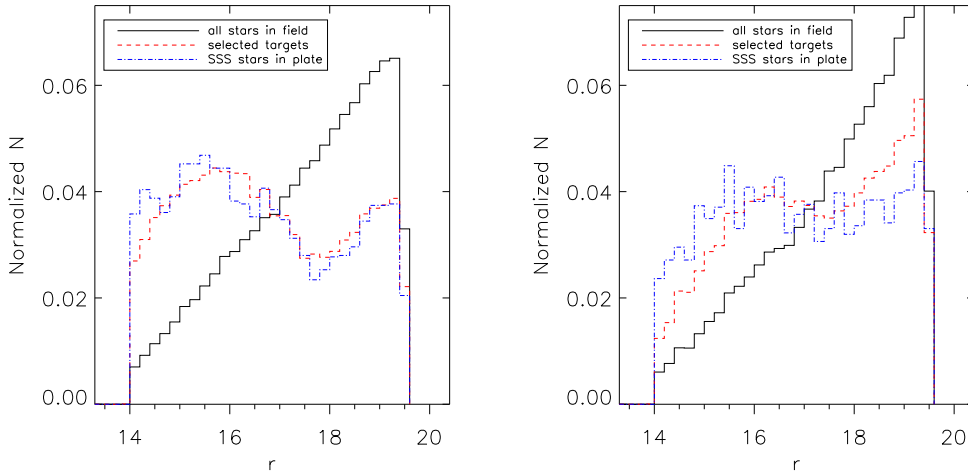 all stars in field
selected targets
SSS stars in plate
Normalized N
0.06
0.04
0.02
0.00
14 16 18 20
r
all stars in field
selected targets
SSS stars in plate
Normalized N
0.06
0.04
0.02
0.00
14 16 18 20
r